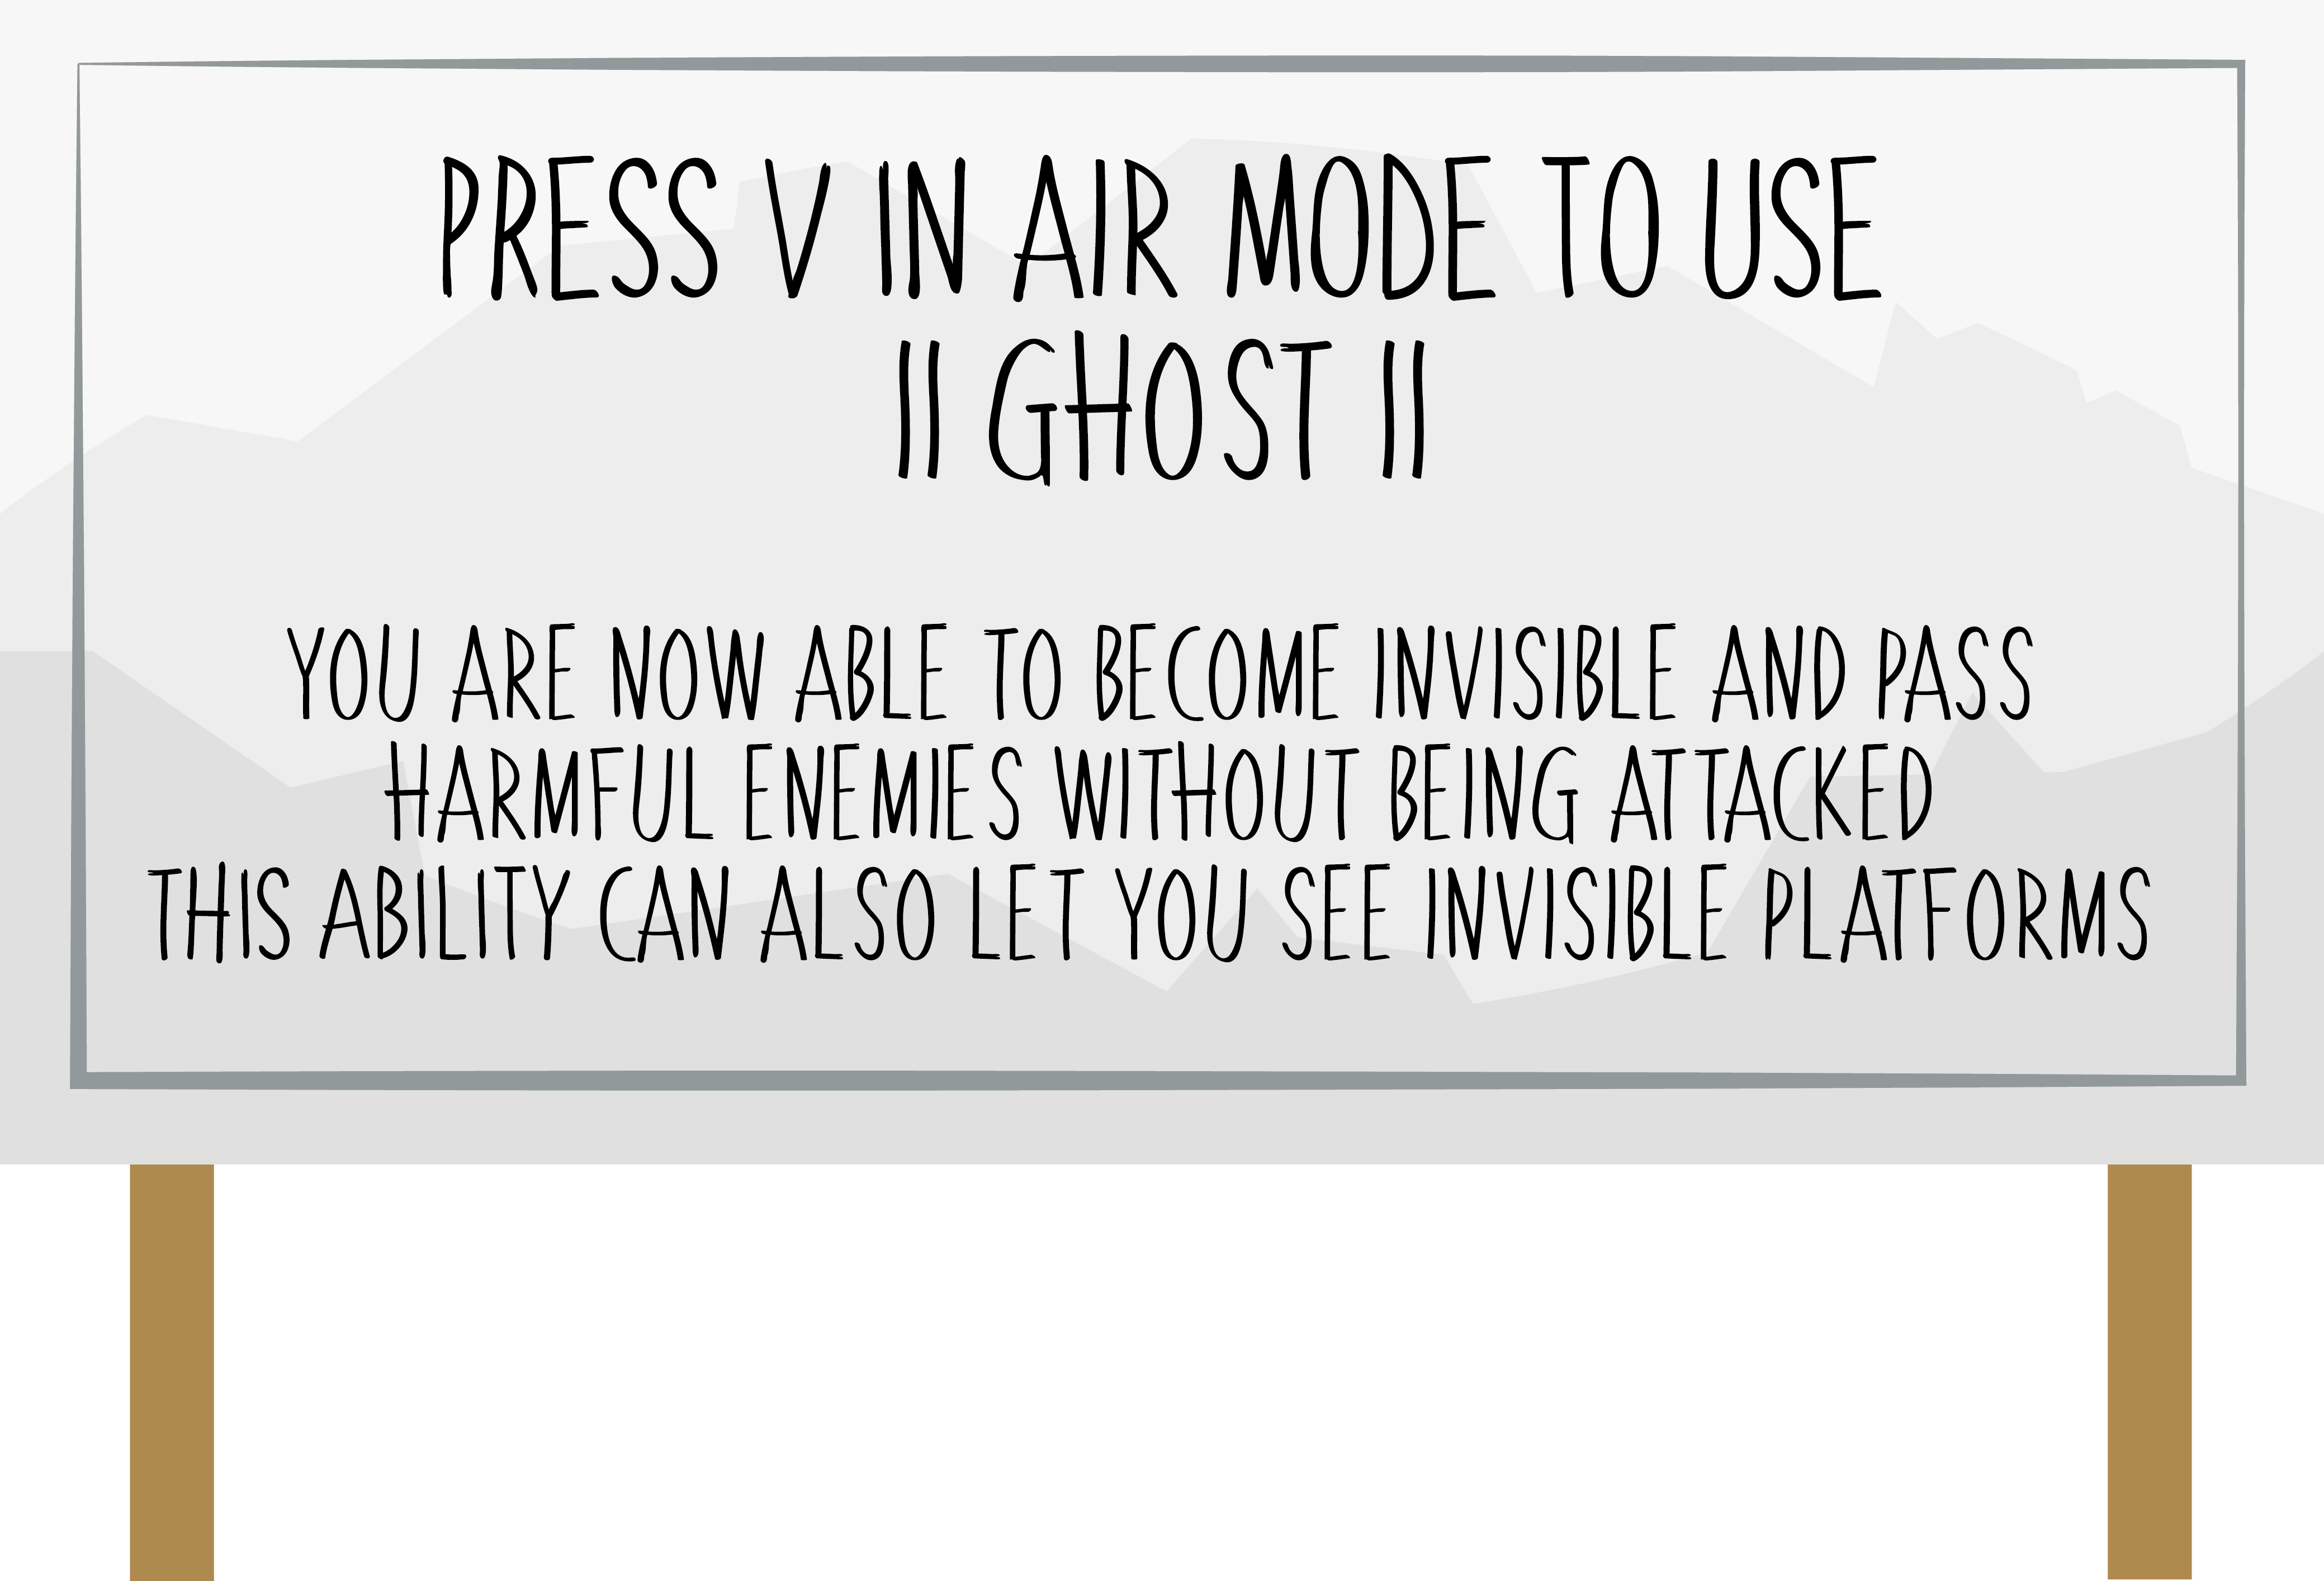 PRESS V IN AIR MODE TO USE
|| GHOST ||
YOU ARE NOW ABLE TO BECOME INVISIBLE AND PASS
HARMFUL ENEMIES WITHOUT BEING ATTACKED
THIS ABILITY CAN ALSO LET YOU SEE INVISIBLE PLATFORMS